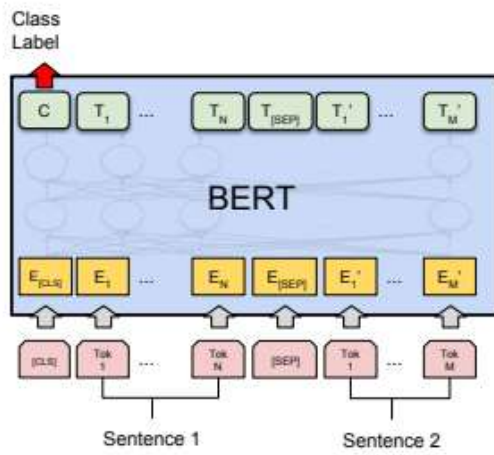 Class
Label
C T1 ... TN T[SEP] T1' ... TM'
BERT
E[CLS] E1 ... EN E[SEP] E1' ... EM'
[CLS] Tok 1 ... Tok N [SEP] Tok 1 ... Tok M
Sentence 1 Sentence 2